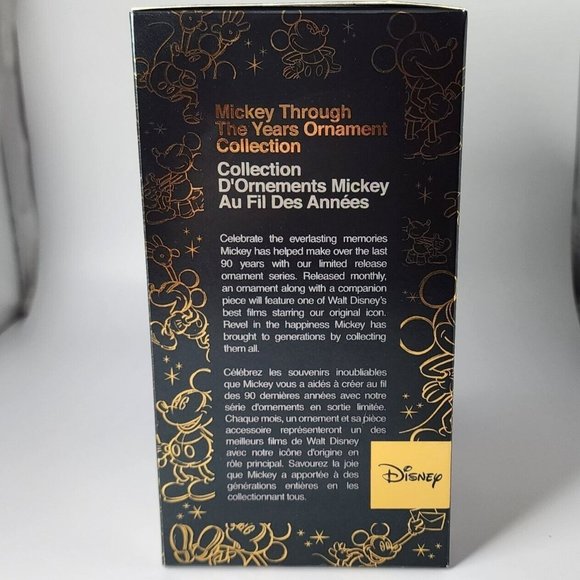 Mickey Through
The Years Ornament
Collection
Collection
D'Ornements Mickey
Au Fil Des Années
Celebrate the everlasting memories
Mickey has helped make over the last
90 years with our limited release
ornament series. Released monthly,
an ornament along with a companion
piece will feature one of Walt Disney's
best films starring our original icon.
Revel in the happiness Mickey has
brought to generations by collecting
them all.
Célébrez les souvenirs inoubliables
que Mickey vous a aidés à créer au fil
des 90 dernières années avec notre
série d'ornements en sortie limitée.
Chaque mois, un ornement et sa pièce
accessoire représenteront un des
meilleurs films de Walt Disney
avec notre icône d'origine en
rôle principal. Savourez la joie
que Mickey a apportée à des
générations entières en les
collectionnant tous.
Disney